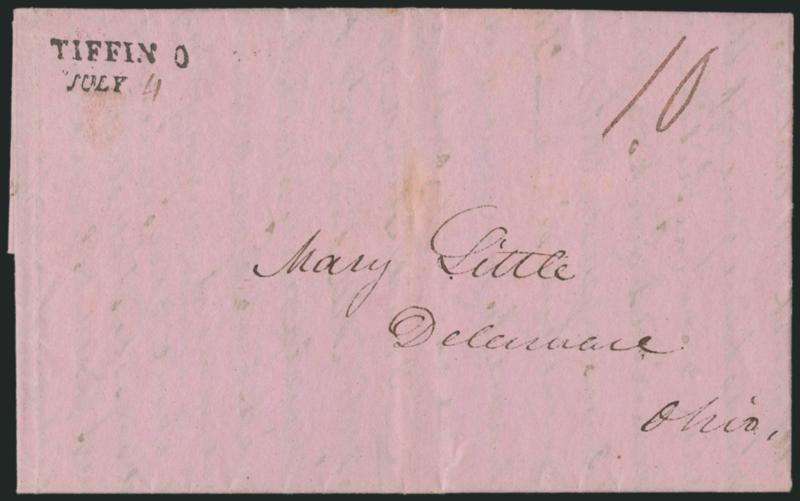 TIFFIN O
JULY 4
10
Mary Little
Delaware
Ohio,